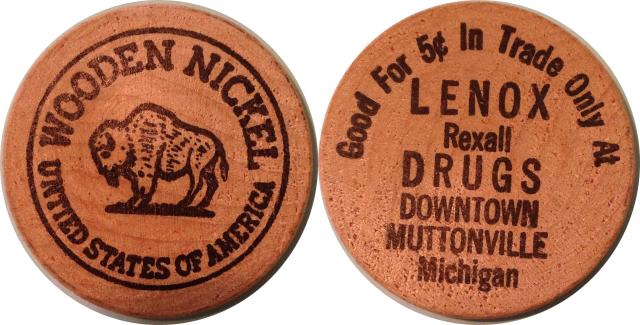 WOODEN NICKEL
UNITED STATES OF AMERICA
Good For 5¢ In Trade Only At
LENOX
Rexall
DRUGS
DOWNTOWN
MUTTONVILLE
Michigan